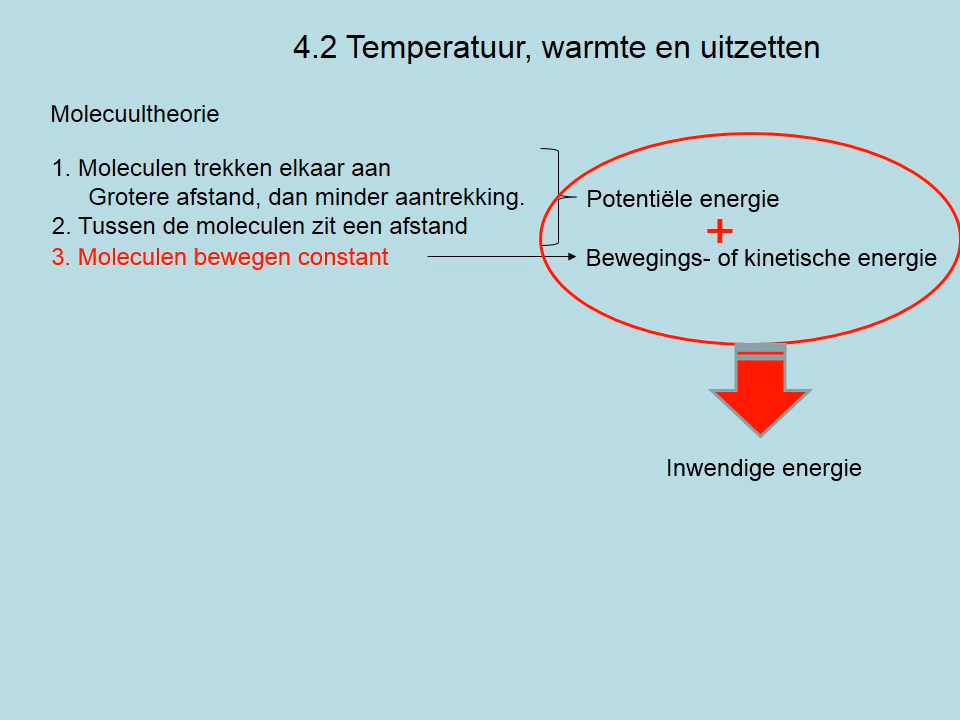 4.2 Temperatuur, warmte en uitzetten
Molecuultheorie
1. Moleculen trekken elkaar aan
Grotere afstand, dan minder aantrekking.
2. Tussen de moleculen zit een afstand
3. Moleculen bewegen constant
Potentiële energie
+
Bewegings- of kinetische energie
Inwendige energie